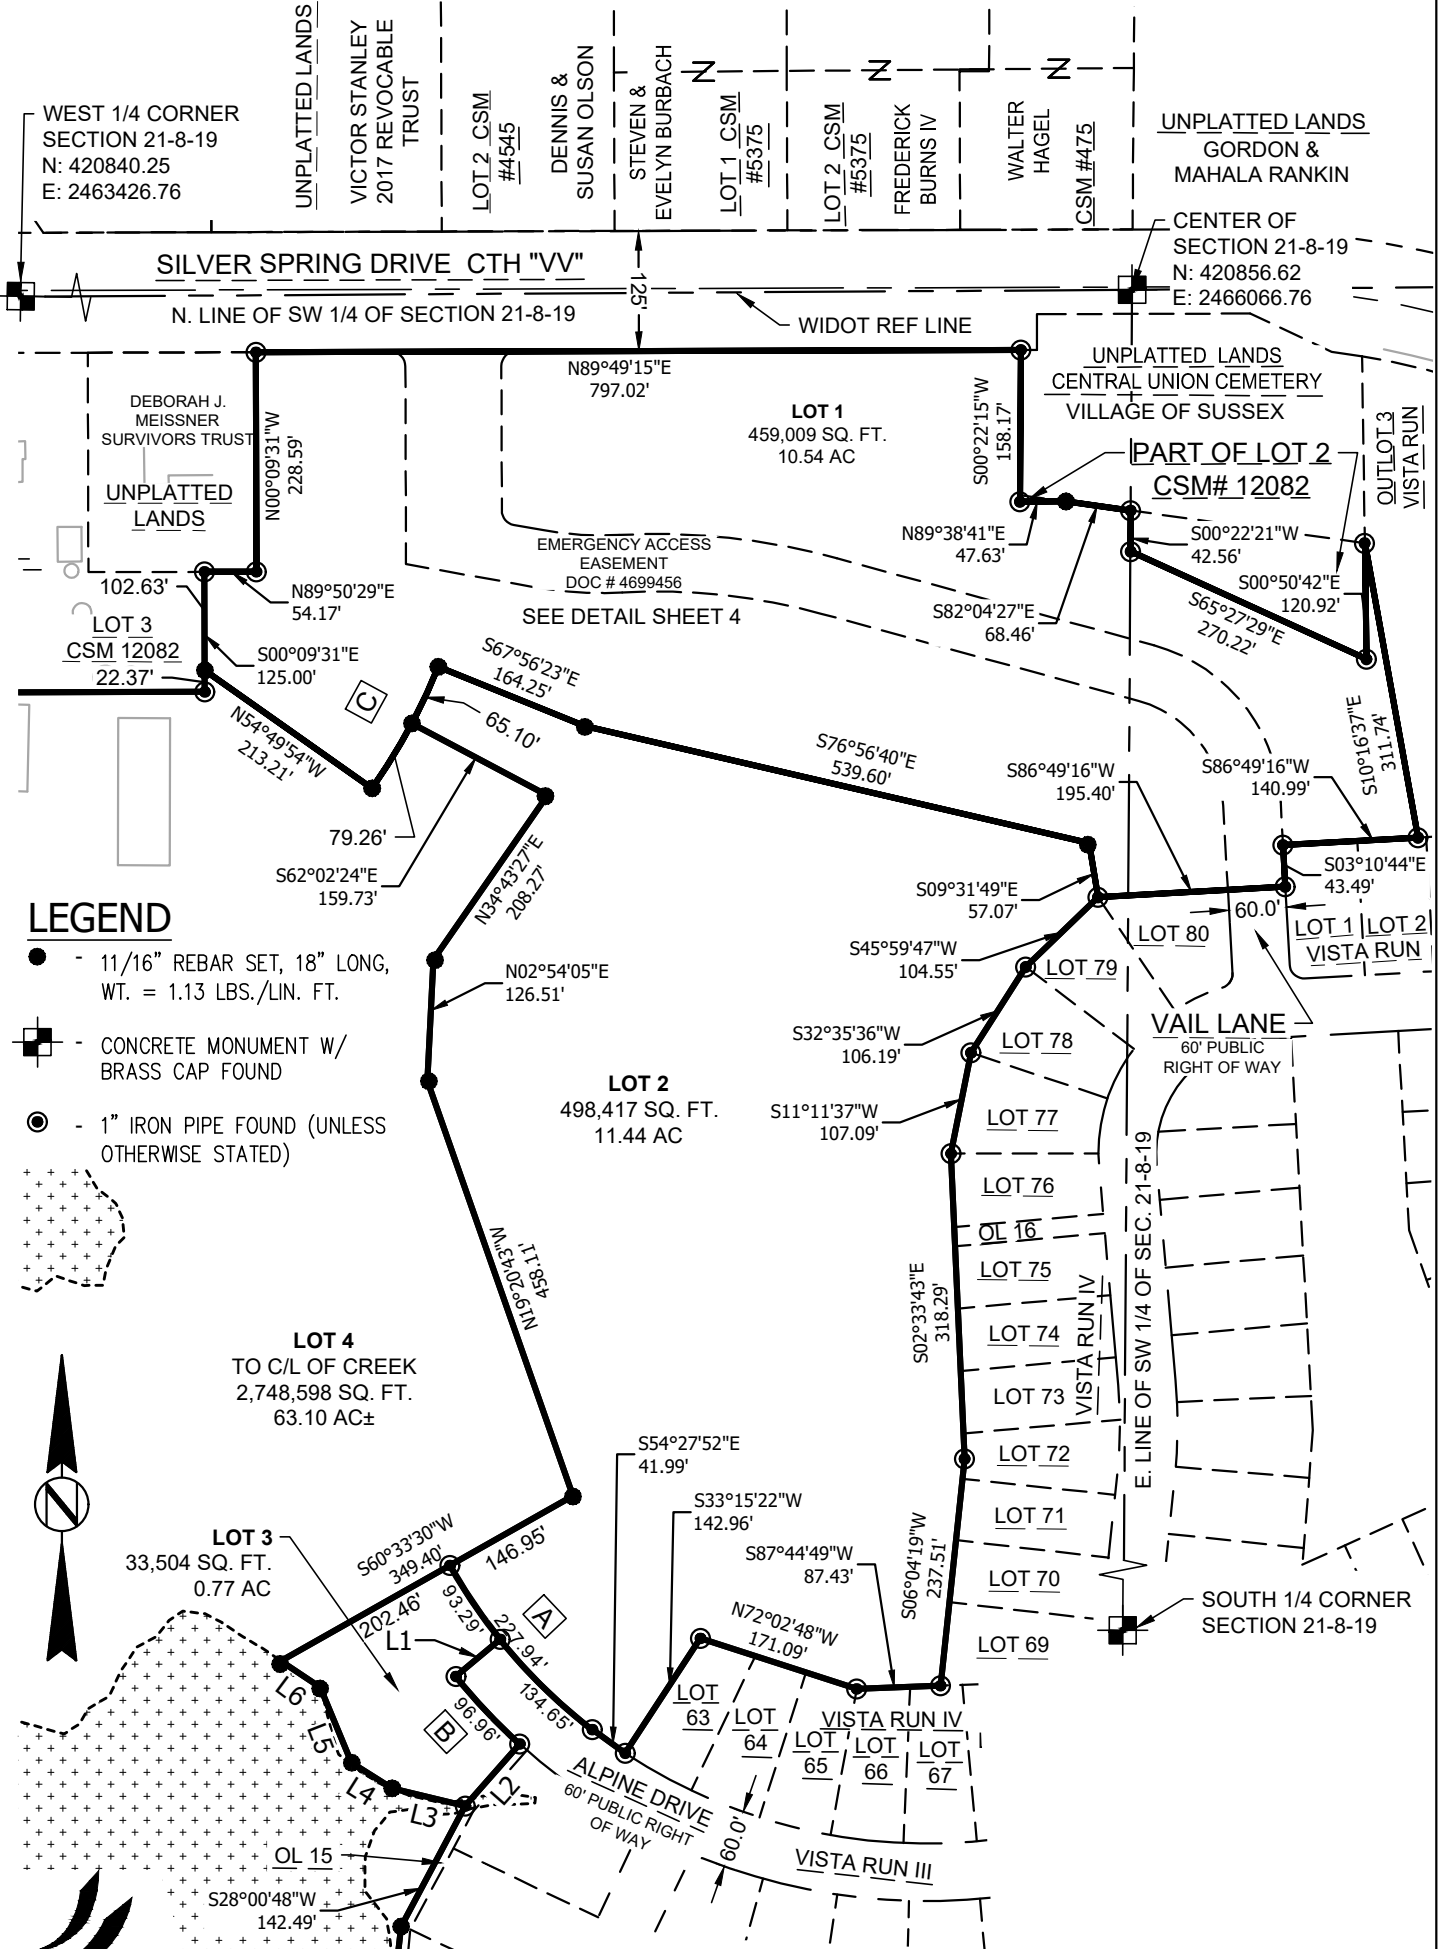 UNPLATTED LANDS
VICTOR STANLEY
2017 REVOCABLE
TRUST
LOT 2 CSM
#4545
DENNIS &
SUSAN OLSON
STEVEN &
EVELYN BURBACH
LOT 1 CSM
#5375
LOT 2 CSM
#5375
FREDERICK
BURNS IV
WALTER
HAGEL
CSM #475
UNPLATTED LANDS
GORDON &
MAHALA RANKIN
WEST 1/4 CORNER
SECTION 21-8-19
N: 420840.25
E: 2463426.76
CENTER OF
SECTION 21-8-19
N: 420856.62
E: 2466066.76
SILVER SPRING DRIVE CTH "VV"
125'
N. LINE OF SW 1/4 OF SECTION 21-8-19
WIDOT REF LINE
N89°49'15"E
797.02'
UNPLATTED LANDS
CENTRAL UNION CEMETERY
VILLAGE OF SUSSEX
DEBORAH J.
MEISSNER
SURVIVORS TRUST
UNPLATTED
LANDS
N00°09'31"W
228.59'
LOT 1
459,009 SQ. FT.
10.54 AC
S00°22'15"W
158.17'
PART OF LOT 2
CSM# 12082
OUTLOT 3
VISTA RUN
N89°38'41"E
47.63'
S00°22'21"W
42.56'
S00°50'42"E
120.92'
EMERGENCY ACCESS
EASEMENT
DOC # 4699456
SEE DETAIL SHEET 4
S82°04'27"E
68.46'
S65°27'29"E
270.22'
102.63'
N89°50'29"E
54.17'
LOT 3
CSM 12082
22.37'
S00°09'31"E
125.00'
N54°49'54"W
213.21'
C
S67°56'23"E
164.25'
65.10'
79.26'
S62°02'24"E
159.73'
S76°56'40"E
539.60'
S86°49'16"W
195.40'
S86°49'16"W
140.99'
S10°16'37"E
311.74'
S03°10'44"E
43.49'
N34°43'27"E
208.27'
S09°31'49"E
57.07'
60.0'
LOT 80
LOT 1
LOT 2
VISTA RUN
LEGEND
- 11/16" REBAR SET, 18" LONG,
WT. = 1.13 LBS./LIN. FT.
- CONCRETE MONUMENT W/
BRASS CAP FOUND
- 1" IRON PIPE FOUND (UNLESS
OTHERWISE STATED)
N02°54'05"E
126.51'
S45°59'47"W
104.55'
LOT 79
S32°35'36"W
106.19'
LOT 78
VAIL LANE
60' PUBLIC
RIGHT OF WAY
LOT 2
498,417 SQ. FT.
11.44 AC
S11°11'37"W
107.09'
LOT 77
LOT 76
OL 16
LOT 75
LOT 74
LOT 73
LOT 72
LOT 71
LOT 70
LOT 69
VISTA RUN IV
E. LINE OF SW 1/4 OF SEC. 21-8-19
S02°33'43"E
318.29'
N19°20'43"W
458.11'
LOT 4
TO C/L OF CREEK
2,748,598 SQ. FT.
63.10 AC±
N
S54°27'52"E
41.99'
S33°15'22"W
142.96'
S87°44'49"W
87.43'
S06°04'19"W
237.51'
SOUTH 1/4 CORNER
SECTION 21-8-19
LOT 3
33,504 SQ. FT.
0.77 AC
S60°33'30"W
349.40'
146.95'
202.46'
93.29'
227.94'
A
L1
134.65'
N72°02'48"W
171.09'
L6
L5
L4
L3
L2
96.96'
B
LOT
63
LOT
64
LOT
65
LOT
66
LOT
67
VISTA RUN IV
ALPINE DRIVE
60' PUBLIC RIGHT
OF WAY
60.0'
VISTA RUN III
OL 15
S28°00'48"W
142.49'